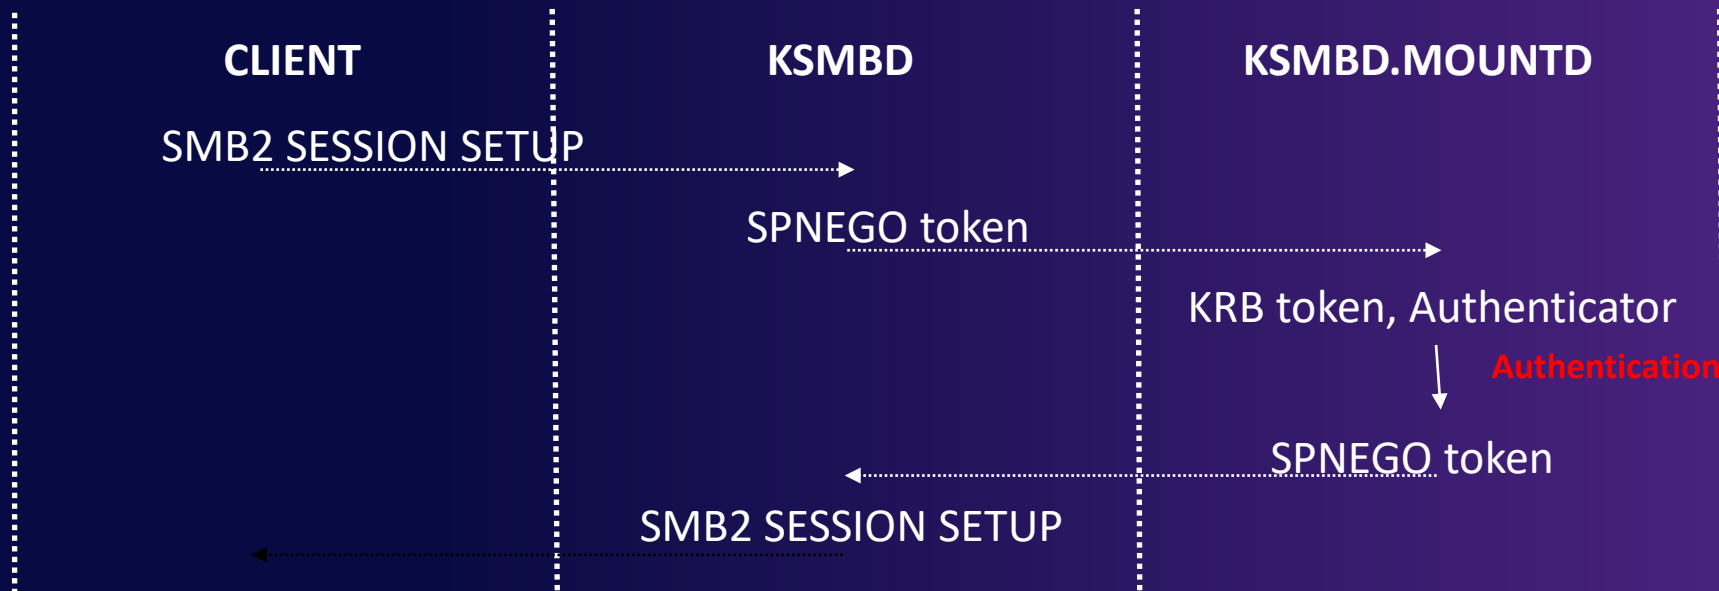 CLIENT
KSMBD
KSMBD.MOUNTD
SMB2 SESSION SETUP
SPNEGO token
KRB token, Authenticator
Authentication
SPNEGO token
SMB2 SESSION SETUP